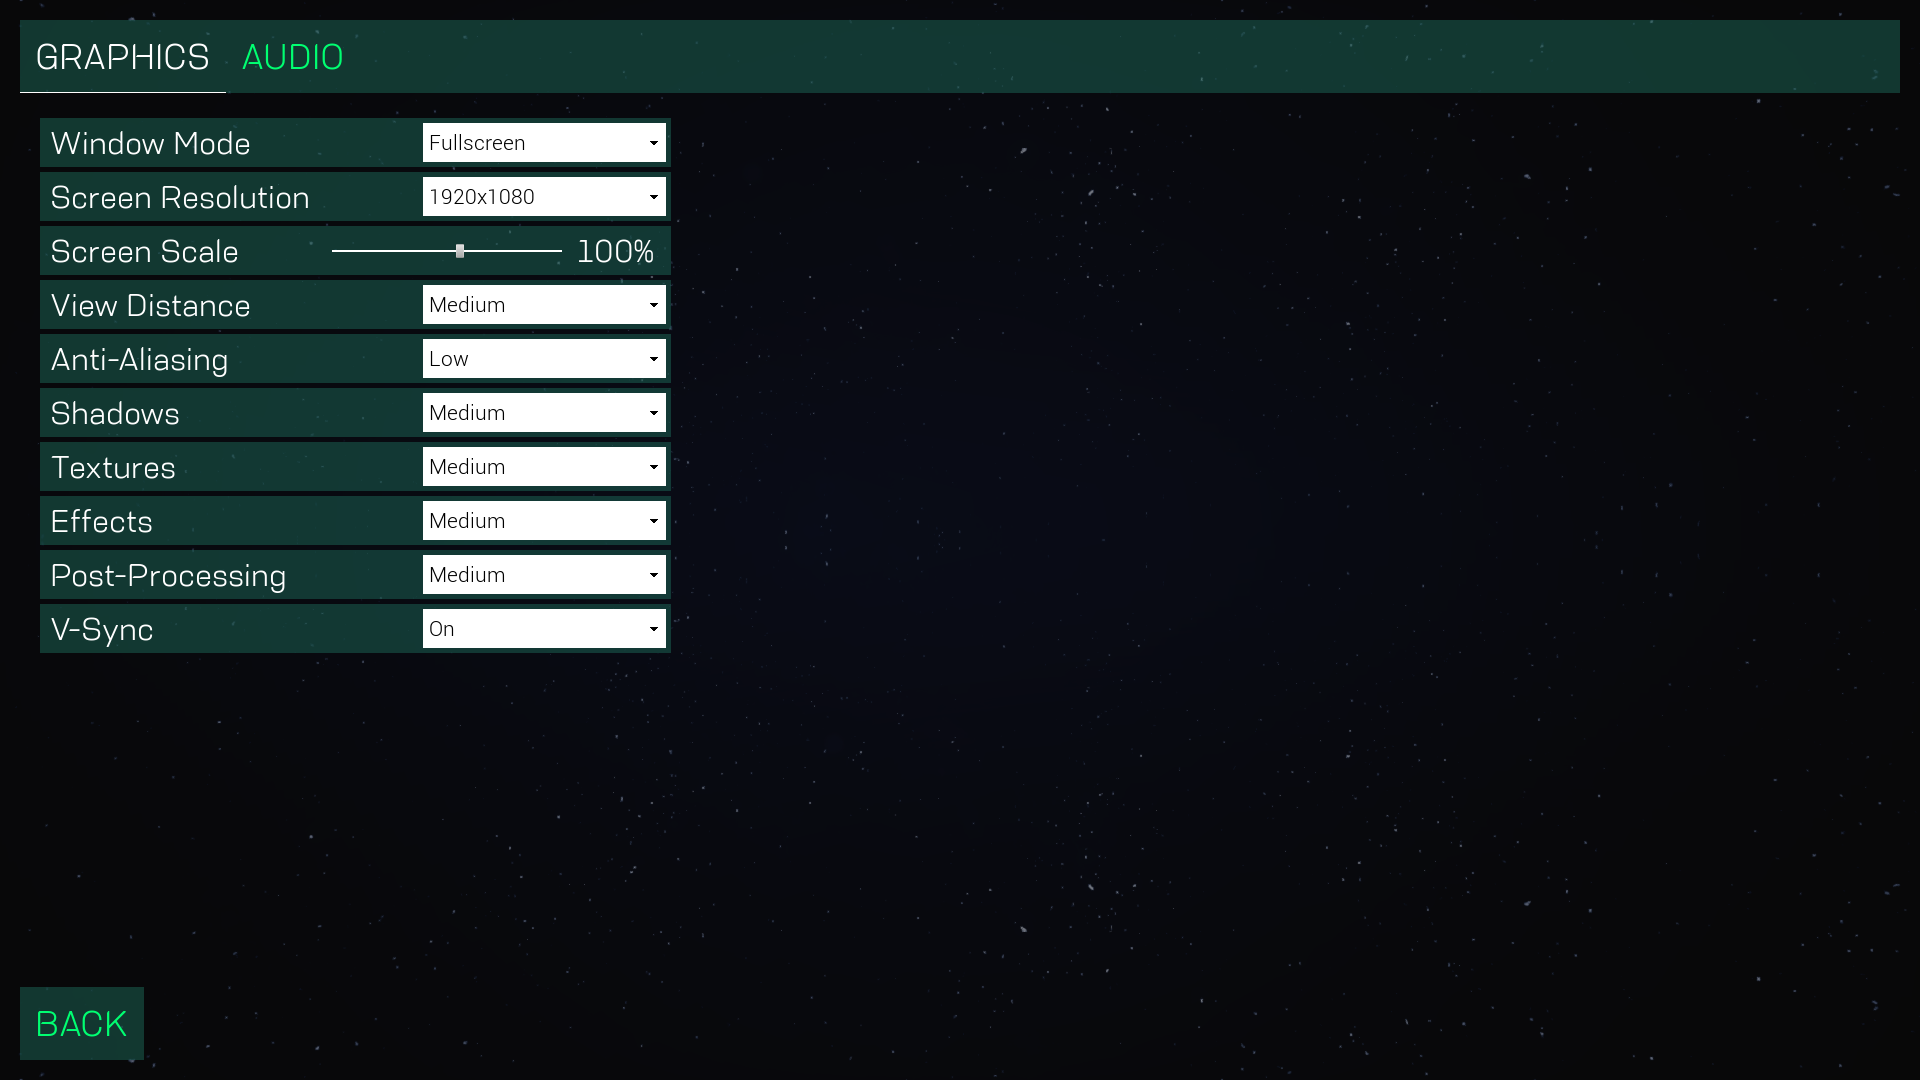 GRAPHICS AUDIO
Window Mode Fullscreen
Screen Resolution 1920x1080
Screen Scale 100%
View Distance Medium
Anti-Aliasing Low
Shadows Medium
Textures Medium
Effects Medium
Post-Processing Medium
V-Sync On
BACK